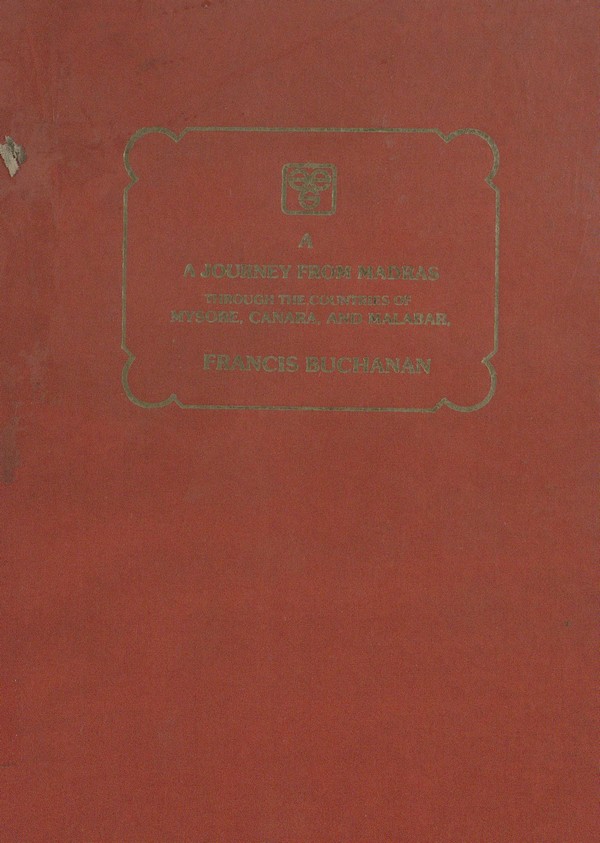 A
A JOURNEY FROM MADRAS
THROUGH THE COUNTRIES OF
MYSORE, CANARA, AND MALABAR.
FRANCIS BUCHANAN